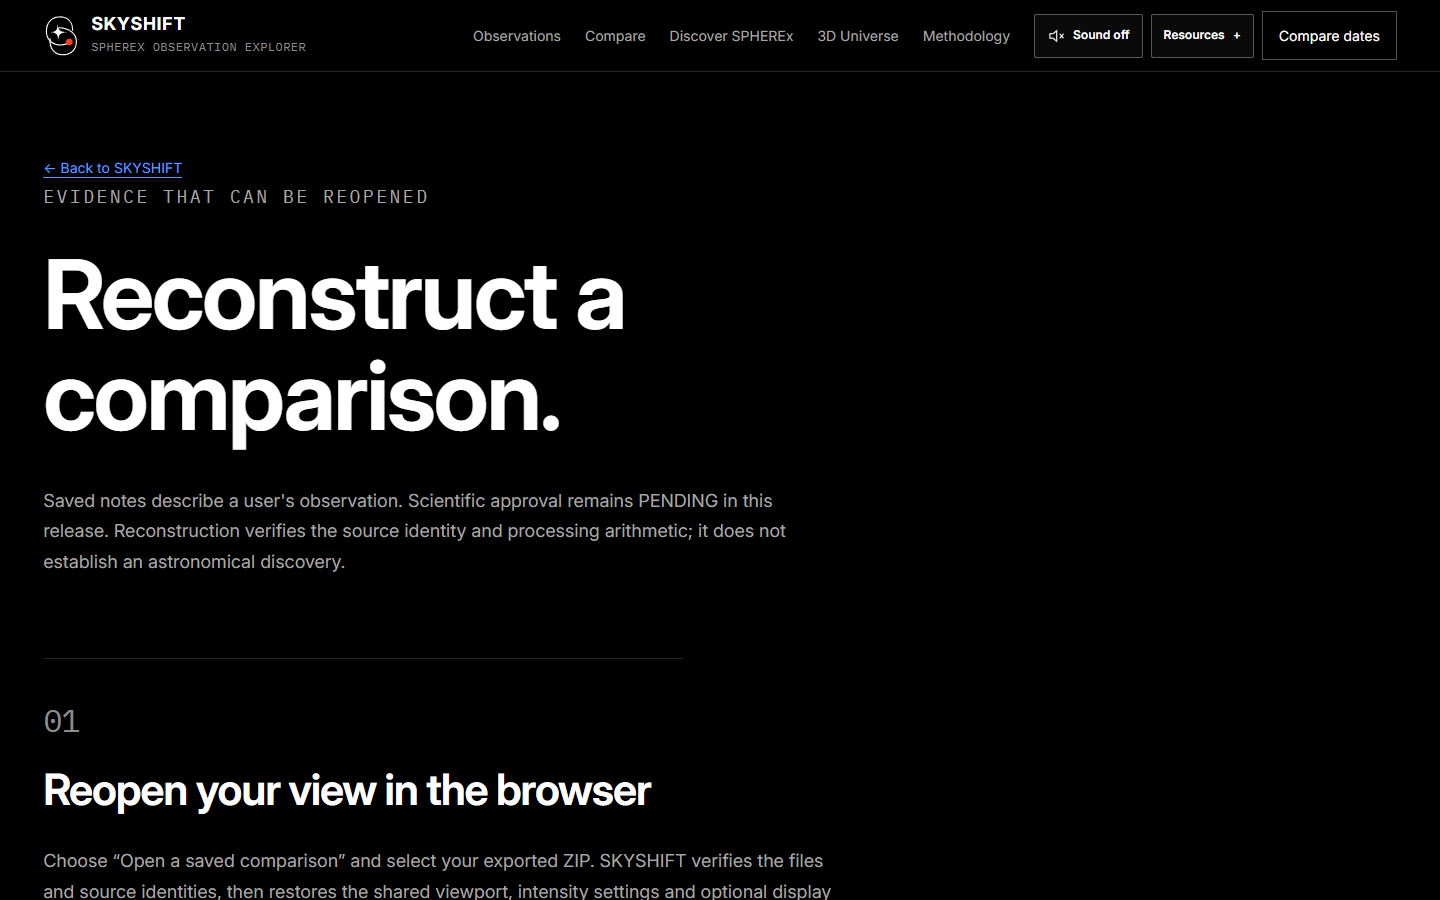 SKYSHIFT
SPHEREX OBSERVATION EXPLORER
Observations
Compare
Discover SPHEREx
3D Universe
Methodology
Sound off
Resources +
Compare dates
← Back to SKYSHIFT
EVIDENCE THAT CAN BE REOPENED
Reconstruct a
comparison.
Saved notes describe a user's observation. Scientific approval remains PENDING in this
release. Reconstruction verifies the source identity and processing arithmetic; it does not
establish an astronomical discovery.
01
Reopen your view in the browser
Choose “Open a saved comparison” and select your exported ZIP. SKYSHIFT verifies the files
and source identities, then restores the shared viewport, intensity settings and optional display